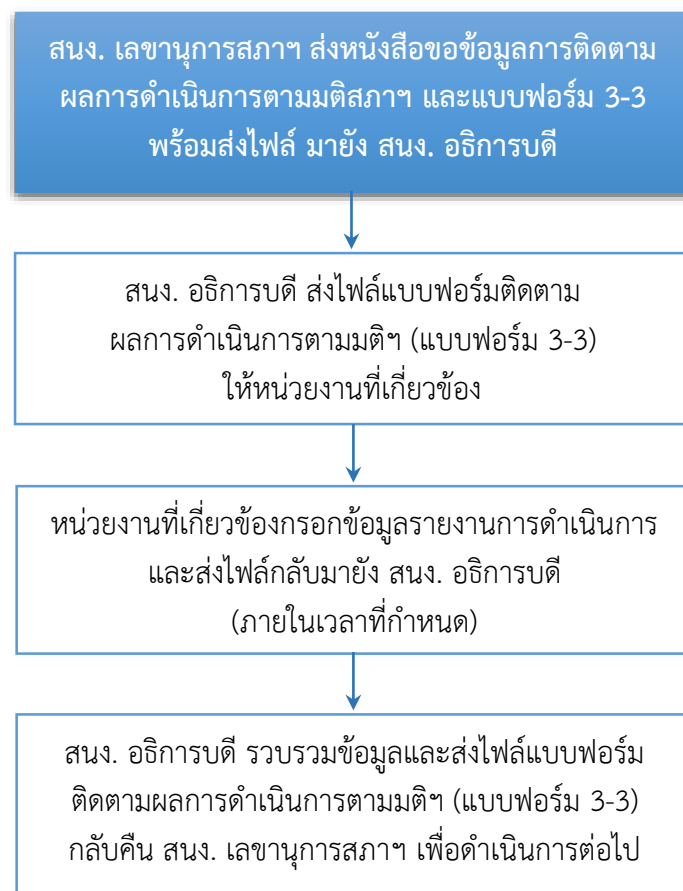 สนง. เลขานุการสภาฯ ส่งหนังสือขอข้อมูลการติดตาม
ผลการดำเนินการตามมติสภาฯ และแบบฟอร์ม 3-3
พร้อมส่งไฟล์ มายัง สนง. อธิการบดี
สนง. อธิการบดี ส่งไฟล์แบบฟอร์มติดตาม
ผลการดำเนินการตามมติฯ (แบบฟอร์ม 3-3)
ให้หน่วยงานที่เกี่ยวข้อง
หน่วยงานที่เกี่ยวข้องกรอกข้อมูลรายงานการดำเนินการ
และส่งไฟล์กลับมายัง สนง. อธิการบดี
(ภายในเวลาที่กำหนด)
สนง. อธิการบดี รวบรวมข้อมูลและส่งไฟล์แบบฟอร์ม
ติดตามผลการดำเนินการตามมติฯ (แบบฟอร์ม 3-3)
กลับคืน สนง. เลขานุการสภาฯ เพื่อดำเนินการต่อไป